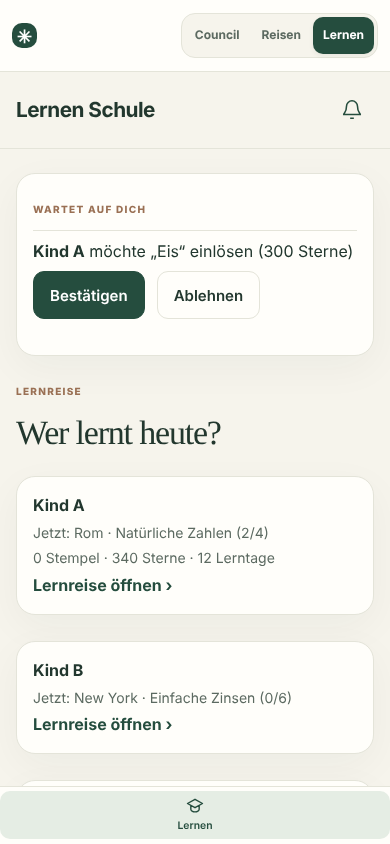 Council Reisen Lernen
Lernen Schule
WARTET AUF DICH
Kind A möchte „Eis“ einlösen (300 Sterne)
Bestätigen Ablehnen
LERNREISE
Wer lernt heute?
Kind A
Jetzt: Rom · Natürliche Zahlen (2/4)
0 Stempel · 340 Sterne · 12 Lerntage
Lernreise öffnen ›
Kind B
Jetzt: New York · Einfache Zinsen (0/6)
Lernreise öffnen ›
Lernen